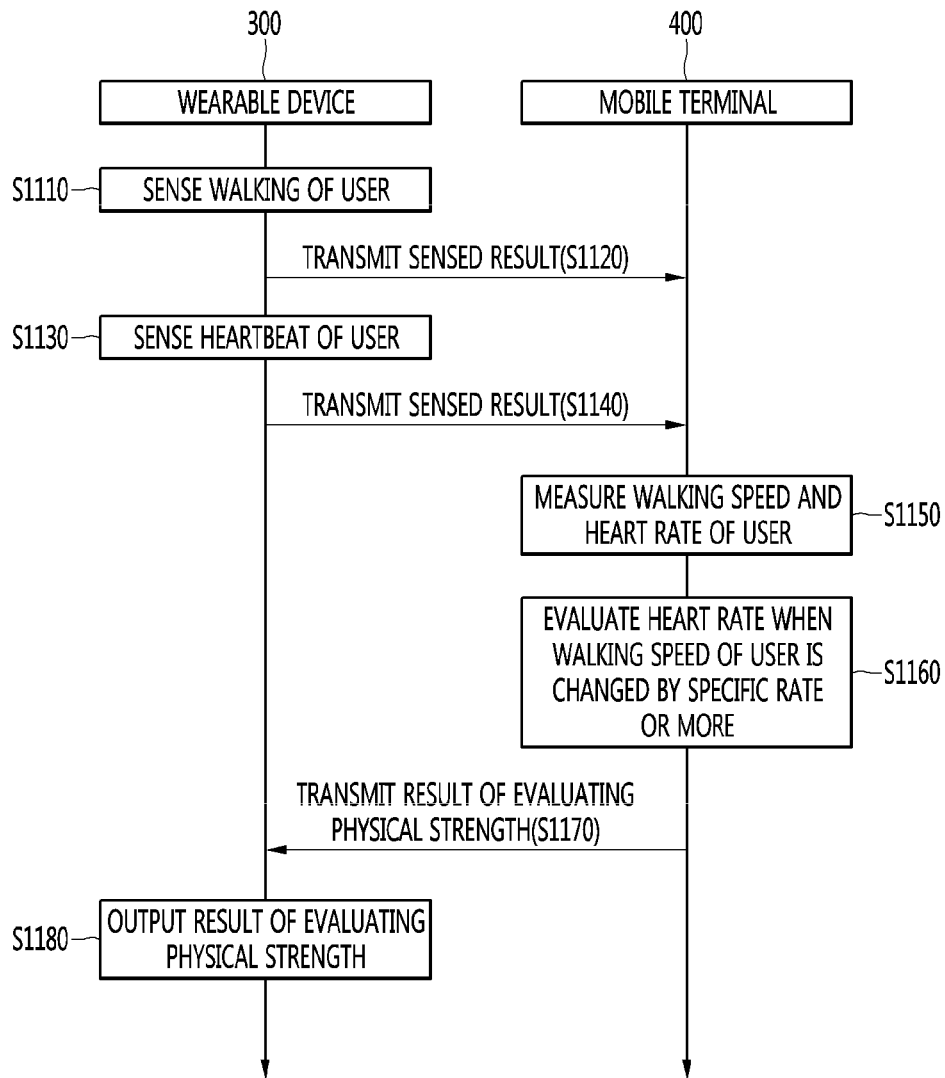 300
400
WEARABLE DEVICE
MOBILE TERMINAL
S1110
SENSE WALKING OF USER
TRANSMIT SENSED RESULT(S1120)
S1130
SENSE HEARTBEAT OF USER
TRANSMIT SENSED RESULT(S1140)
MEASURE WALKING SPEED AND
HEART RATE OF USER
S1150
EVALUATE HEART RATE WHEN
WALKING SPEED OF USER IS
CHANGED BY SPECIFIC RATE
OR MORE
S1160
TRANSMIT RESULT OF EVALUATING
PHYSICAL STRENGTH(S1170)
S1180
OUTPUT RESULT OF EVALUATING
PHYSICAL STRENGTH